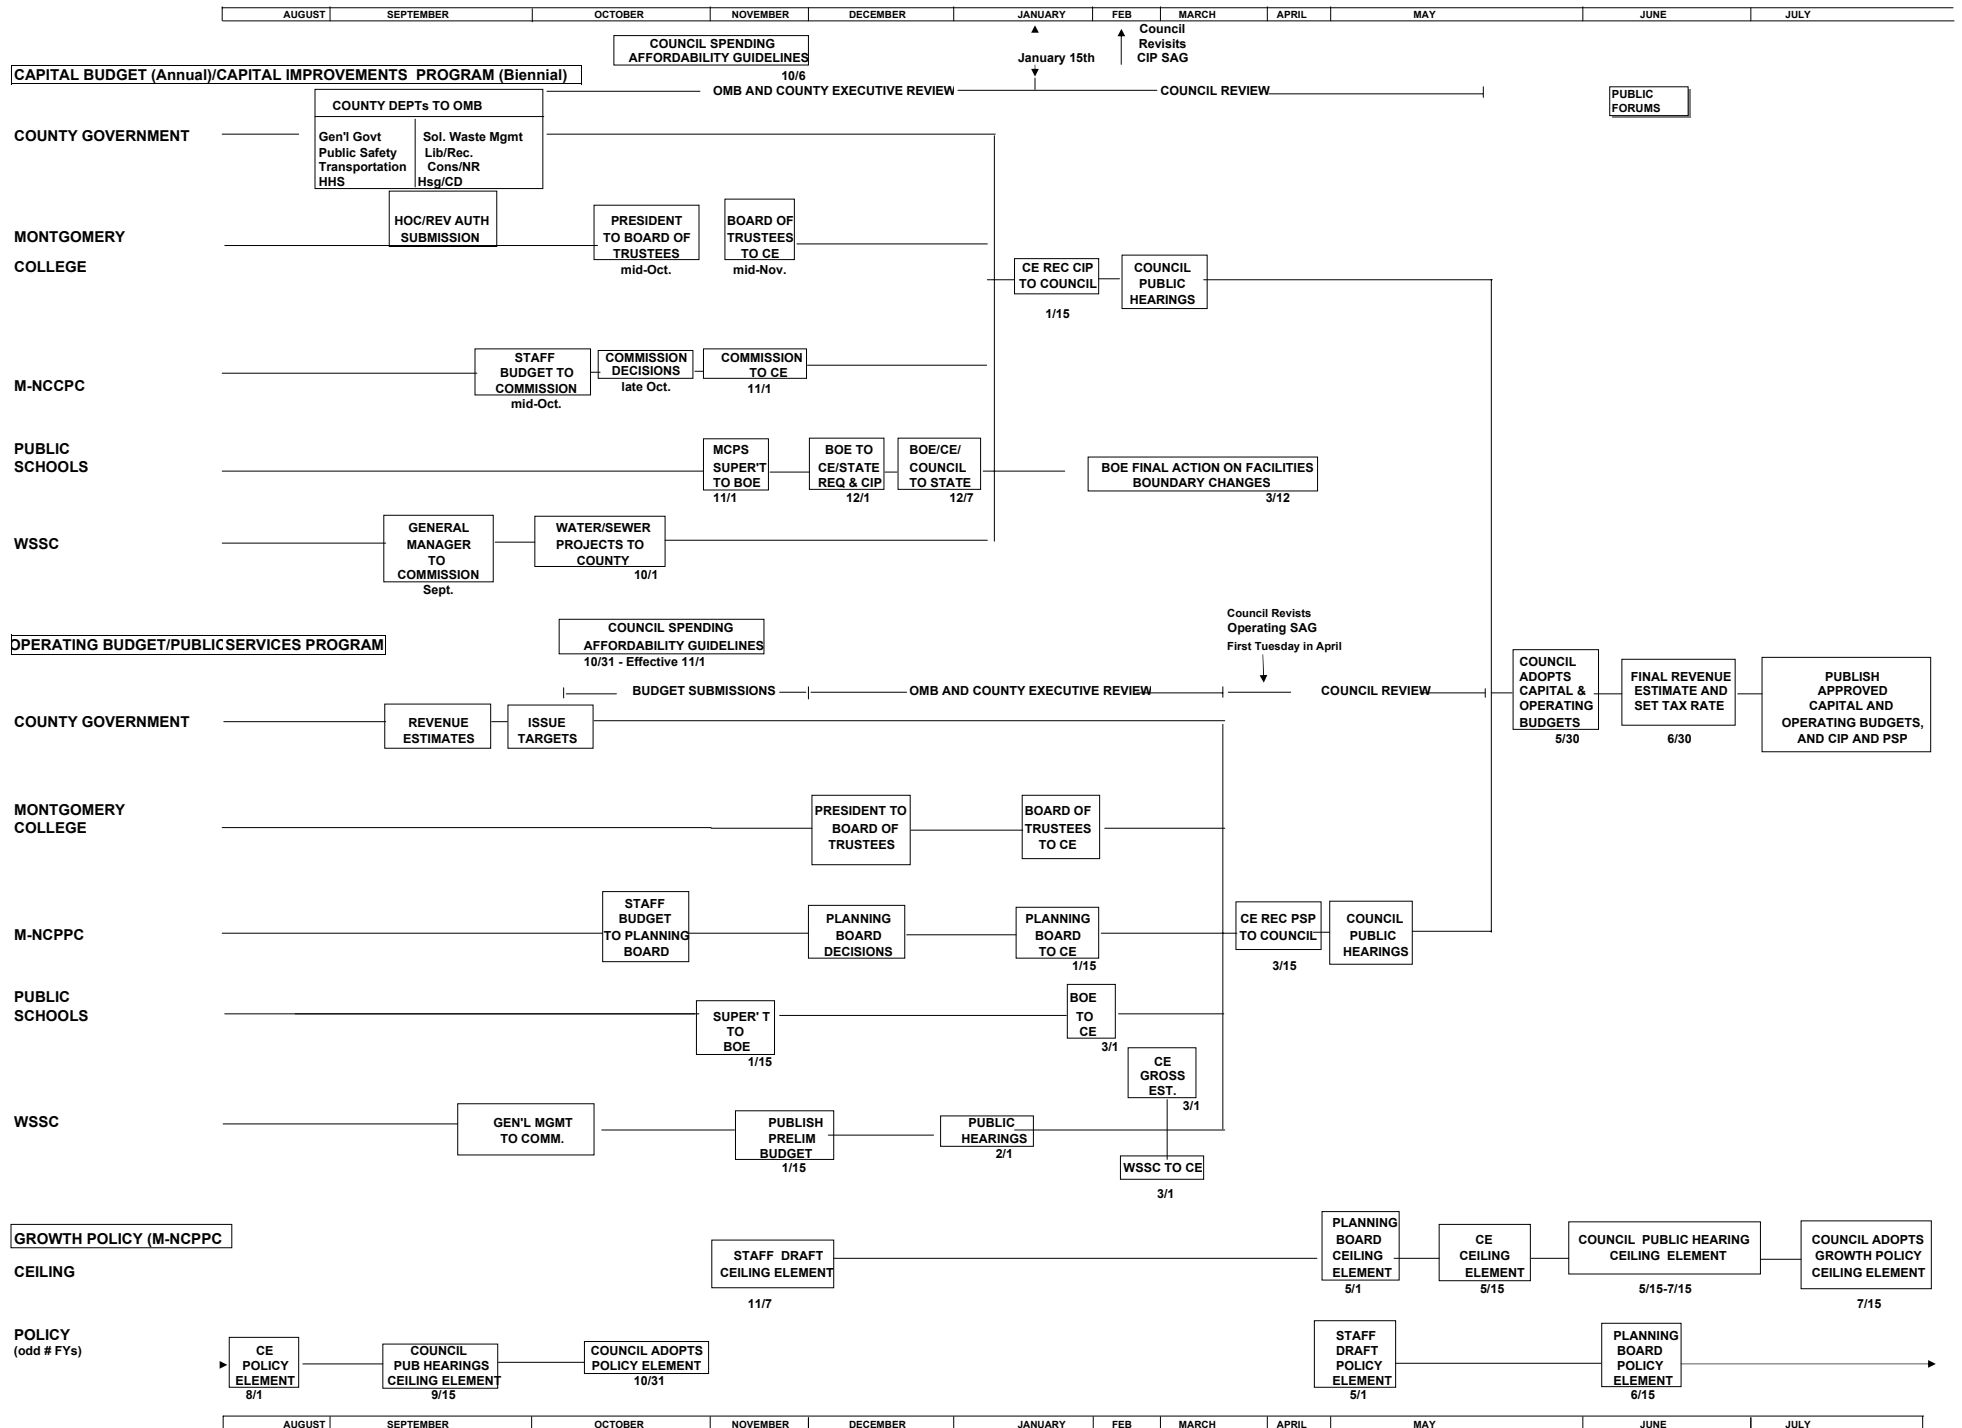 AUGUST SEPTEMBER OCTOBER NOVEMBER DECEMBER JANUARY FEB MARCH APRIL MAY JUNE JULY
COUNCIL SPENDING
AFFORDABILITY GUIDELINES
10/6
January 15th
Council
Revisits
CIP SAG
CAPITAL BUDGET (Annual)/CAPITAL IMPROVEMENTS PROGRAM (Biennial)
OMB AND COUNTY EXECUTIVE REVIEW
COUNCIL REVIEW
PUBLIC
FORUMS
COUNTY GOVERNMENT
COUNTY DEPTs TO OMB
Gen'l Govt
Public Safety
Transportation
HHS
Sol. Waste Mgmt
Lib/Rec.
Cons/NR
Hsg/CD
MONTGOMERY
COLLEGE
HOC/REV AUTH
SUBMISSION
PRESIDENT
TO BOARD OF
TRUSTEES
mid-Oct.
BOARD OF
TRUSTEES
TO CE
mid-Nov.
CE REC CIP
TO COUNCIL
1/15
COUNCIL
PUBLIC
HEARINGS
M-NCCPC
STAFF
BUDGET TO
COMMISSION
mid-Oct.
COMMISSION
DECISIONS
late Oct.
COMMISSION
TO CE
11/1
PUBLIC
SCHOOLS
MCPS
SUPER'T
TO BOE
11/1
BOE TO
CE/STATE
REQ & CIP
12/1
BOE/CE/
COUNCIL
TO STATE
12/7
BOE FINAL ACTION ON FACILITIES
BOUNDARY CHANGES
3/12
WSSC
GENERAL
MANAGER
TO
COMMISSION
Sept.
WATER/SEWER
PROJECTS TO
COUNTY
10/1
OPERATING BUDGET/PUBLIC SERVICES PROGRAM
COUNCIL SPENDING
AFFORDABILITY GUIDELINES
10/31 - Effective 11/1
Council Revists
Operating SAG
First Tuesday in April
BUDGET SUBMISSIONS
OMB AND COUNTY EXECUTIVE REVIEW
COUNCIL REVIEW
COUNTY GOVERNMENT
REVENUE
ESTIMATES
ISSUE
TARGETS
COUNCIL
ADOPTS
CAPITAL &
OPERATING
BUDGETS
5/30
FINAL REVENUE
ESTIMATE AND
SET TAX RATE
6/30
PUBLISH
APPROVED
CAPITAL AND
OPERATING BUDGETS,
AND CIP AND PSP
MONTGOMERY
COLLEGE
PRESIDENT TO
BOARD OF
TRUSTEES
BOARD OF
TRUSTEES
TO CE
M-NCPPC
STAFF
BUDGET
TO PLANNING
BOARD
PLANNING
BOARD
DECISIONS
PLANNING
BOARD
TO CE
1/15
CE REC PSP
TO COUNCIL
3/15
COUNCIL
PUBLIC
HEARINGS
PUBLIC
SCHOOLS
SUPER' T
TO
BOE
1/15
BOE
TO
CE
3/1
CE
GROSS
EST.
3/1
WSSC
GEN'L MGMT
TO COMM.
PUBLISH
PRELIM
BUDGET
1/15
PUBLIC
HEARINGS
2/1
WSSC TO CE
3/1
GROWTH POLICY (M-NCPPC
CEILING
STAFF DRAFT
CEILING ELEMENT
11/7
PLANNING
BOARD
CEILING
ELEMENT
5/1
CE
CEILING
ELEMENT
5/15
COUNCIL PUBLIC HEARING
CEILING ELEMENT
5/15-7/15
COUNCIL ADOPTS
GROWTH POLICY
CEILING ELEMENT
7/15
POLICY
(odd # FYs)
CE
POLICY
ELEMENT
8/1
COUNCIL
PUB HEARINGS
CEILING ELEMENT
9/15
COUNCIL ADOPTS
POLICY ELEMENT
10/31
STAFF
DRAFT
POLICY
ELEMENT
5/1
PLANNING
BOARD
POLICY
ELEMENT
6/15
AUGUST SEPTEMBER OCTOBER NOVEMBER DECEMBER JANUARY FEB MARCH APRIL MAY JUNE JULY